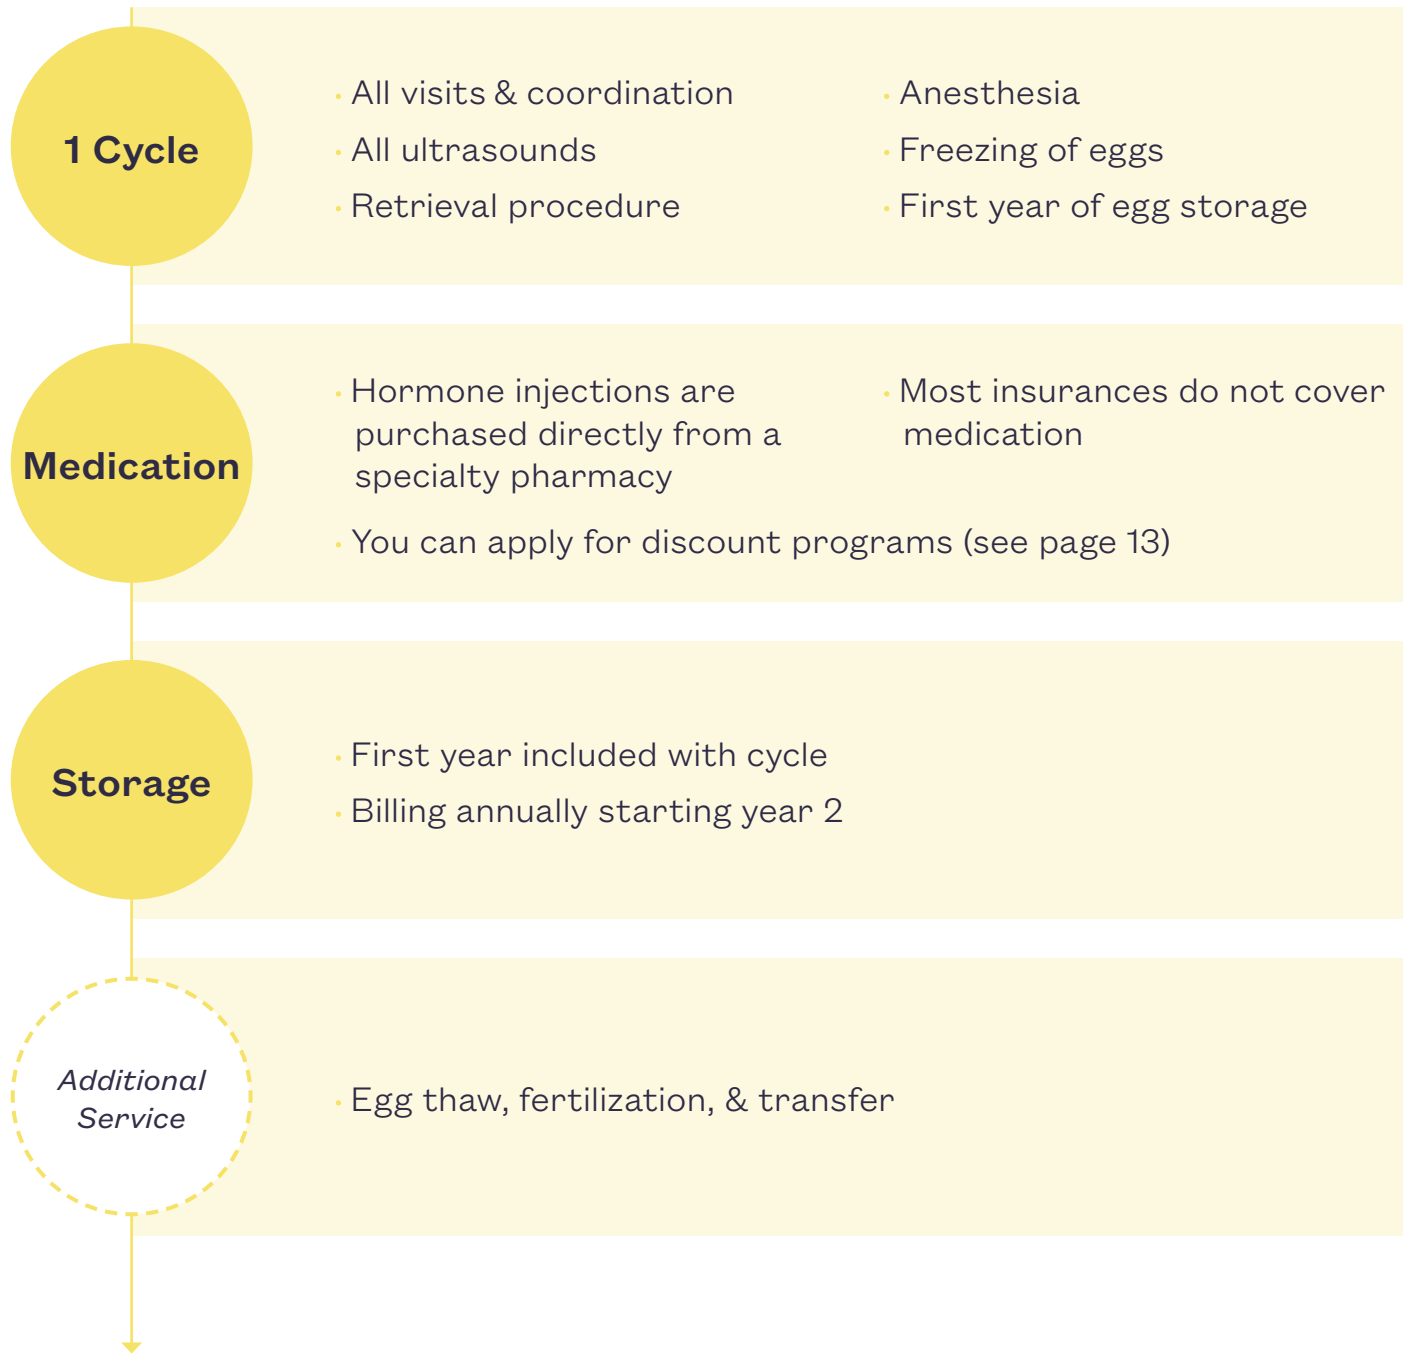 1 Cycle
· All visits & coordination
· All ultrasounds
· Retrieval procedure
· Anesthesia
· Freezing of eggs
· First year of egg storage
Medication
· Hormone injections are
purchased directly from a
specialty pharmacy
· Most insurances do not cover
medication
· You can apply for discount programs (see page 13)
Storage
· First year included with cycle
· Billing annually starting year 2
Additional
Service
· Egg thaw, fertilization, & transfer